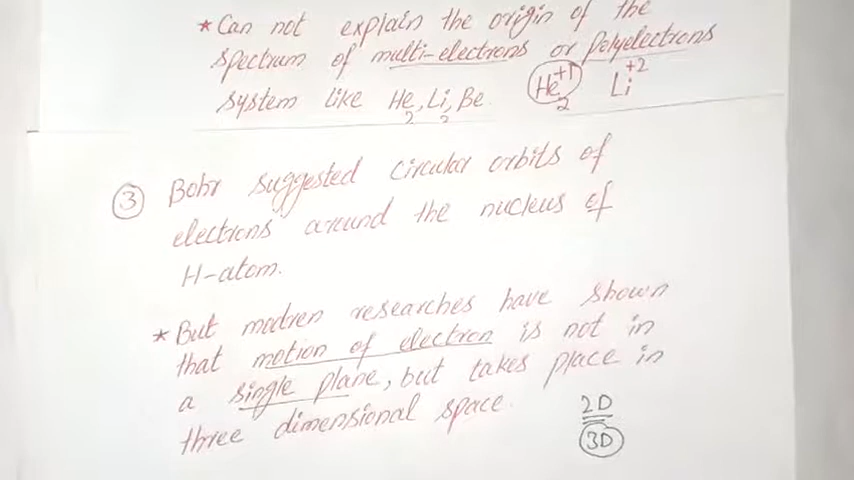 * Can not explain the origin of the
spectrum of multi-electrons or polyelectrons
system like He, Li, Be He+1 Li+2
2 3 2
③ Bohr suggested circular orbits of
electrons around the nucleus of
H-atom.
* But modren researches have shown
that motion of electron is not in
a single plane, but takes place in
three dimensional space.
2D
3D